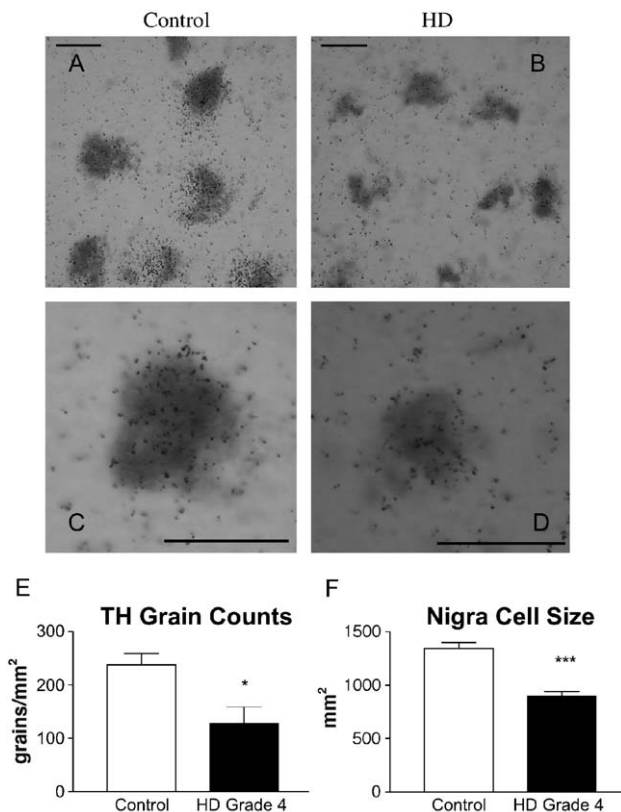 Control HD
A B
C D
E TH Grain Counts
300
200
100
0
grains/mm²
*
Control HD Grade 4
F Nigra Cell Size
1500
1000
500
0
mm²
***
Control HD Grade 4